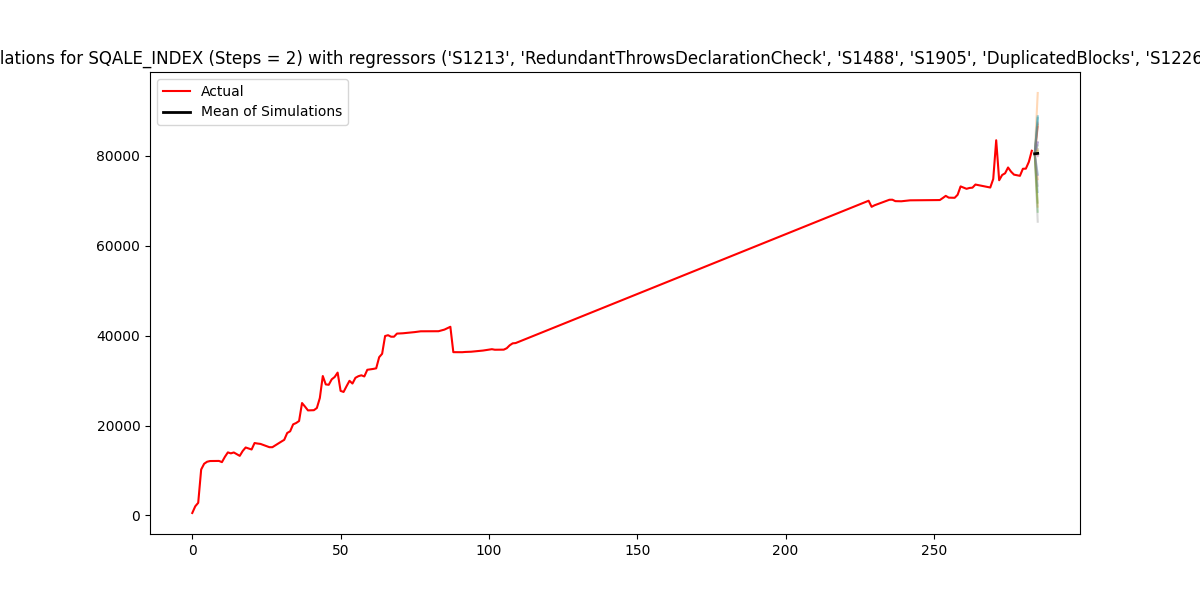 lations for SQALE_INDEX (Steps = 2) with regressors ('S1213', 'RedundantThrowsDeclarationCheck', 'S1488', 'S1905', 'DuplicatedBlocks', 'S1226
Actual
Mean of Simulations
80000
60000
40000
20000
0
0 50 100 150 200 250